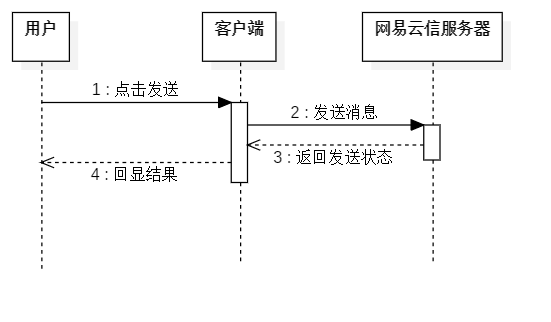 用户
客户端
网易云信服务器
1 : 点击发送
2 : 发送消息
3 : 返回发送状态
4 : 回显结果